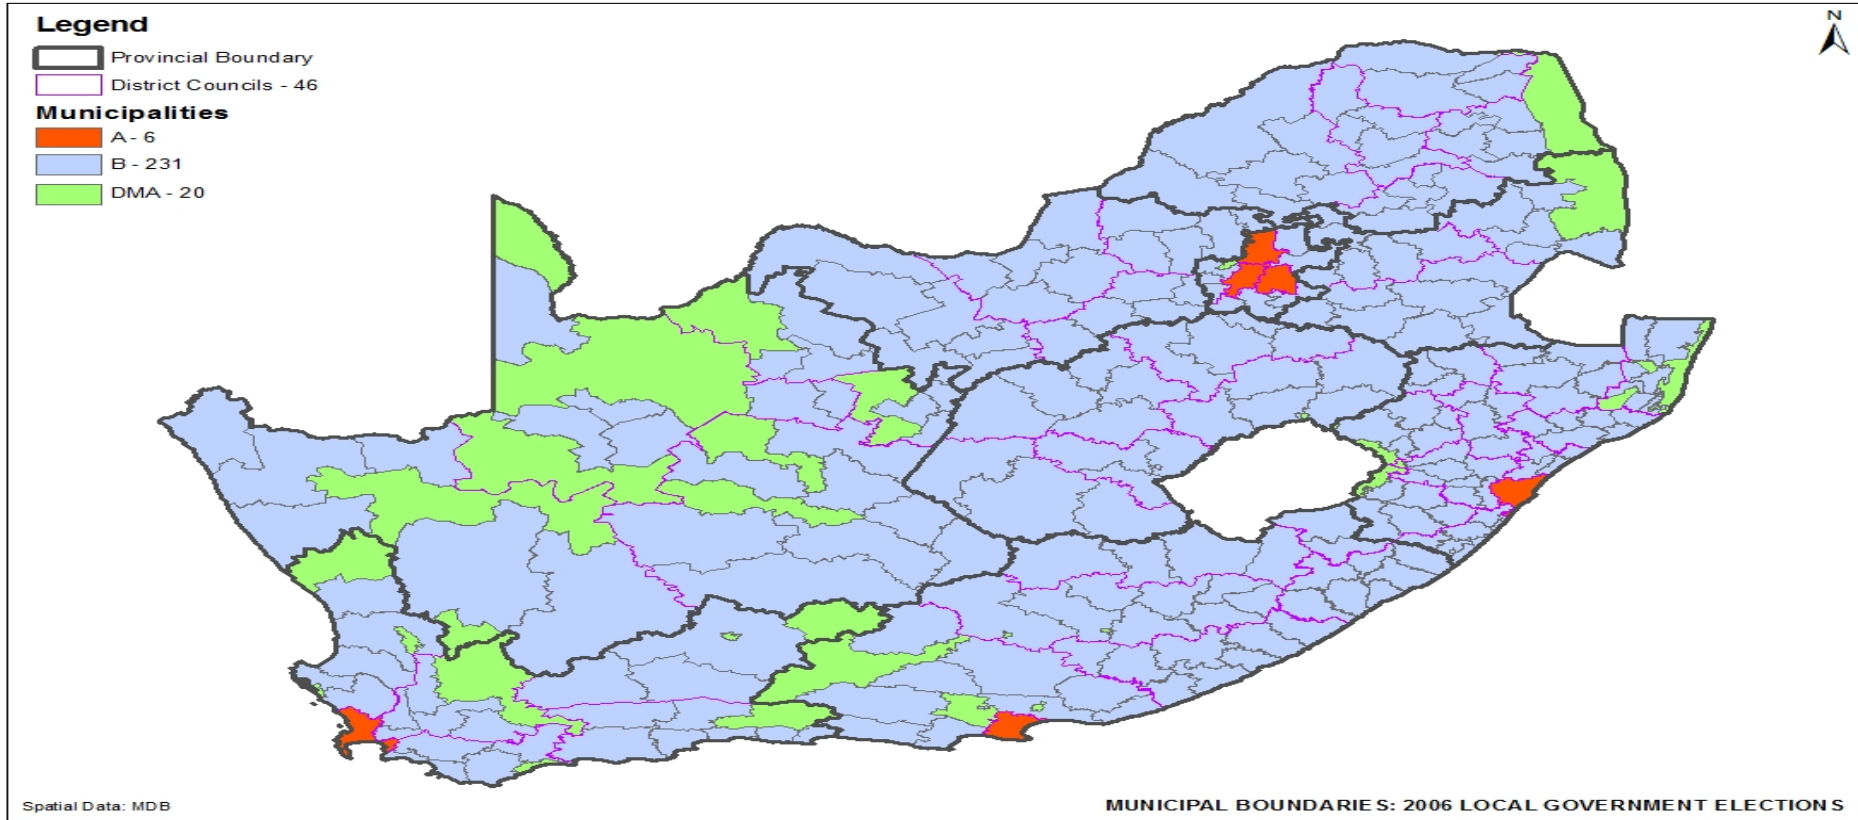 Legend
Provincial Boundary
District Councils - 46
Municipalities
A - 6
B - 231
DMA - 20
N
Spatial Data: MDB
MUNICIPAL BOUNDARIES: 2006 LOCAL GOVERNMENT ELECTIONS